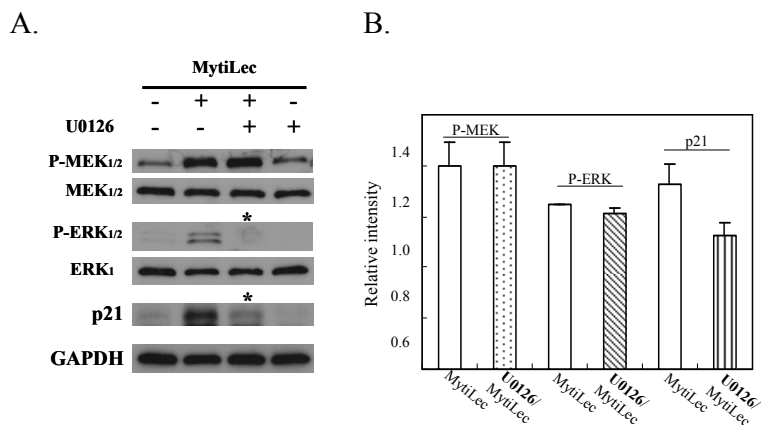 A.
B.
MytiLec
- + + -
U0126 - - + +
P-MEK1/2
MEK1/2
*
P-ERK1/2
ERK1
*
p21
GAPDH
Relative intensity
1.4
1.2
1.0
0.8
0.6
P-MEK
P-ERK
p21
MytiLec
U0126/
MytiLec
MytiLec
U0126/
MytiLec
MytiLec
U0126/
MytiLec